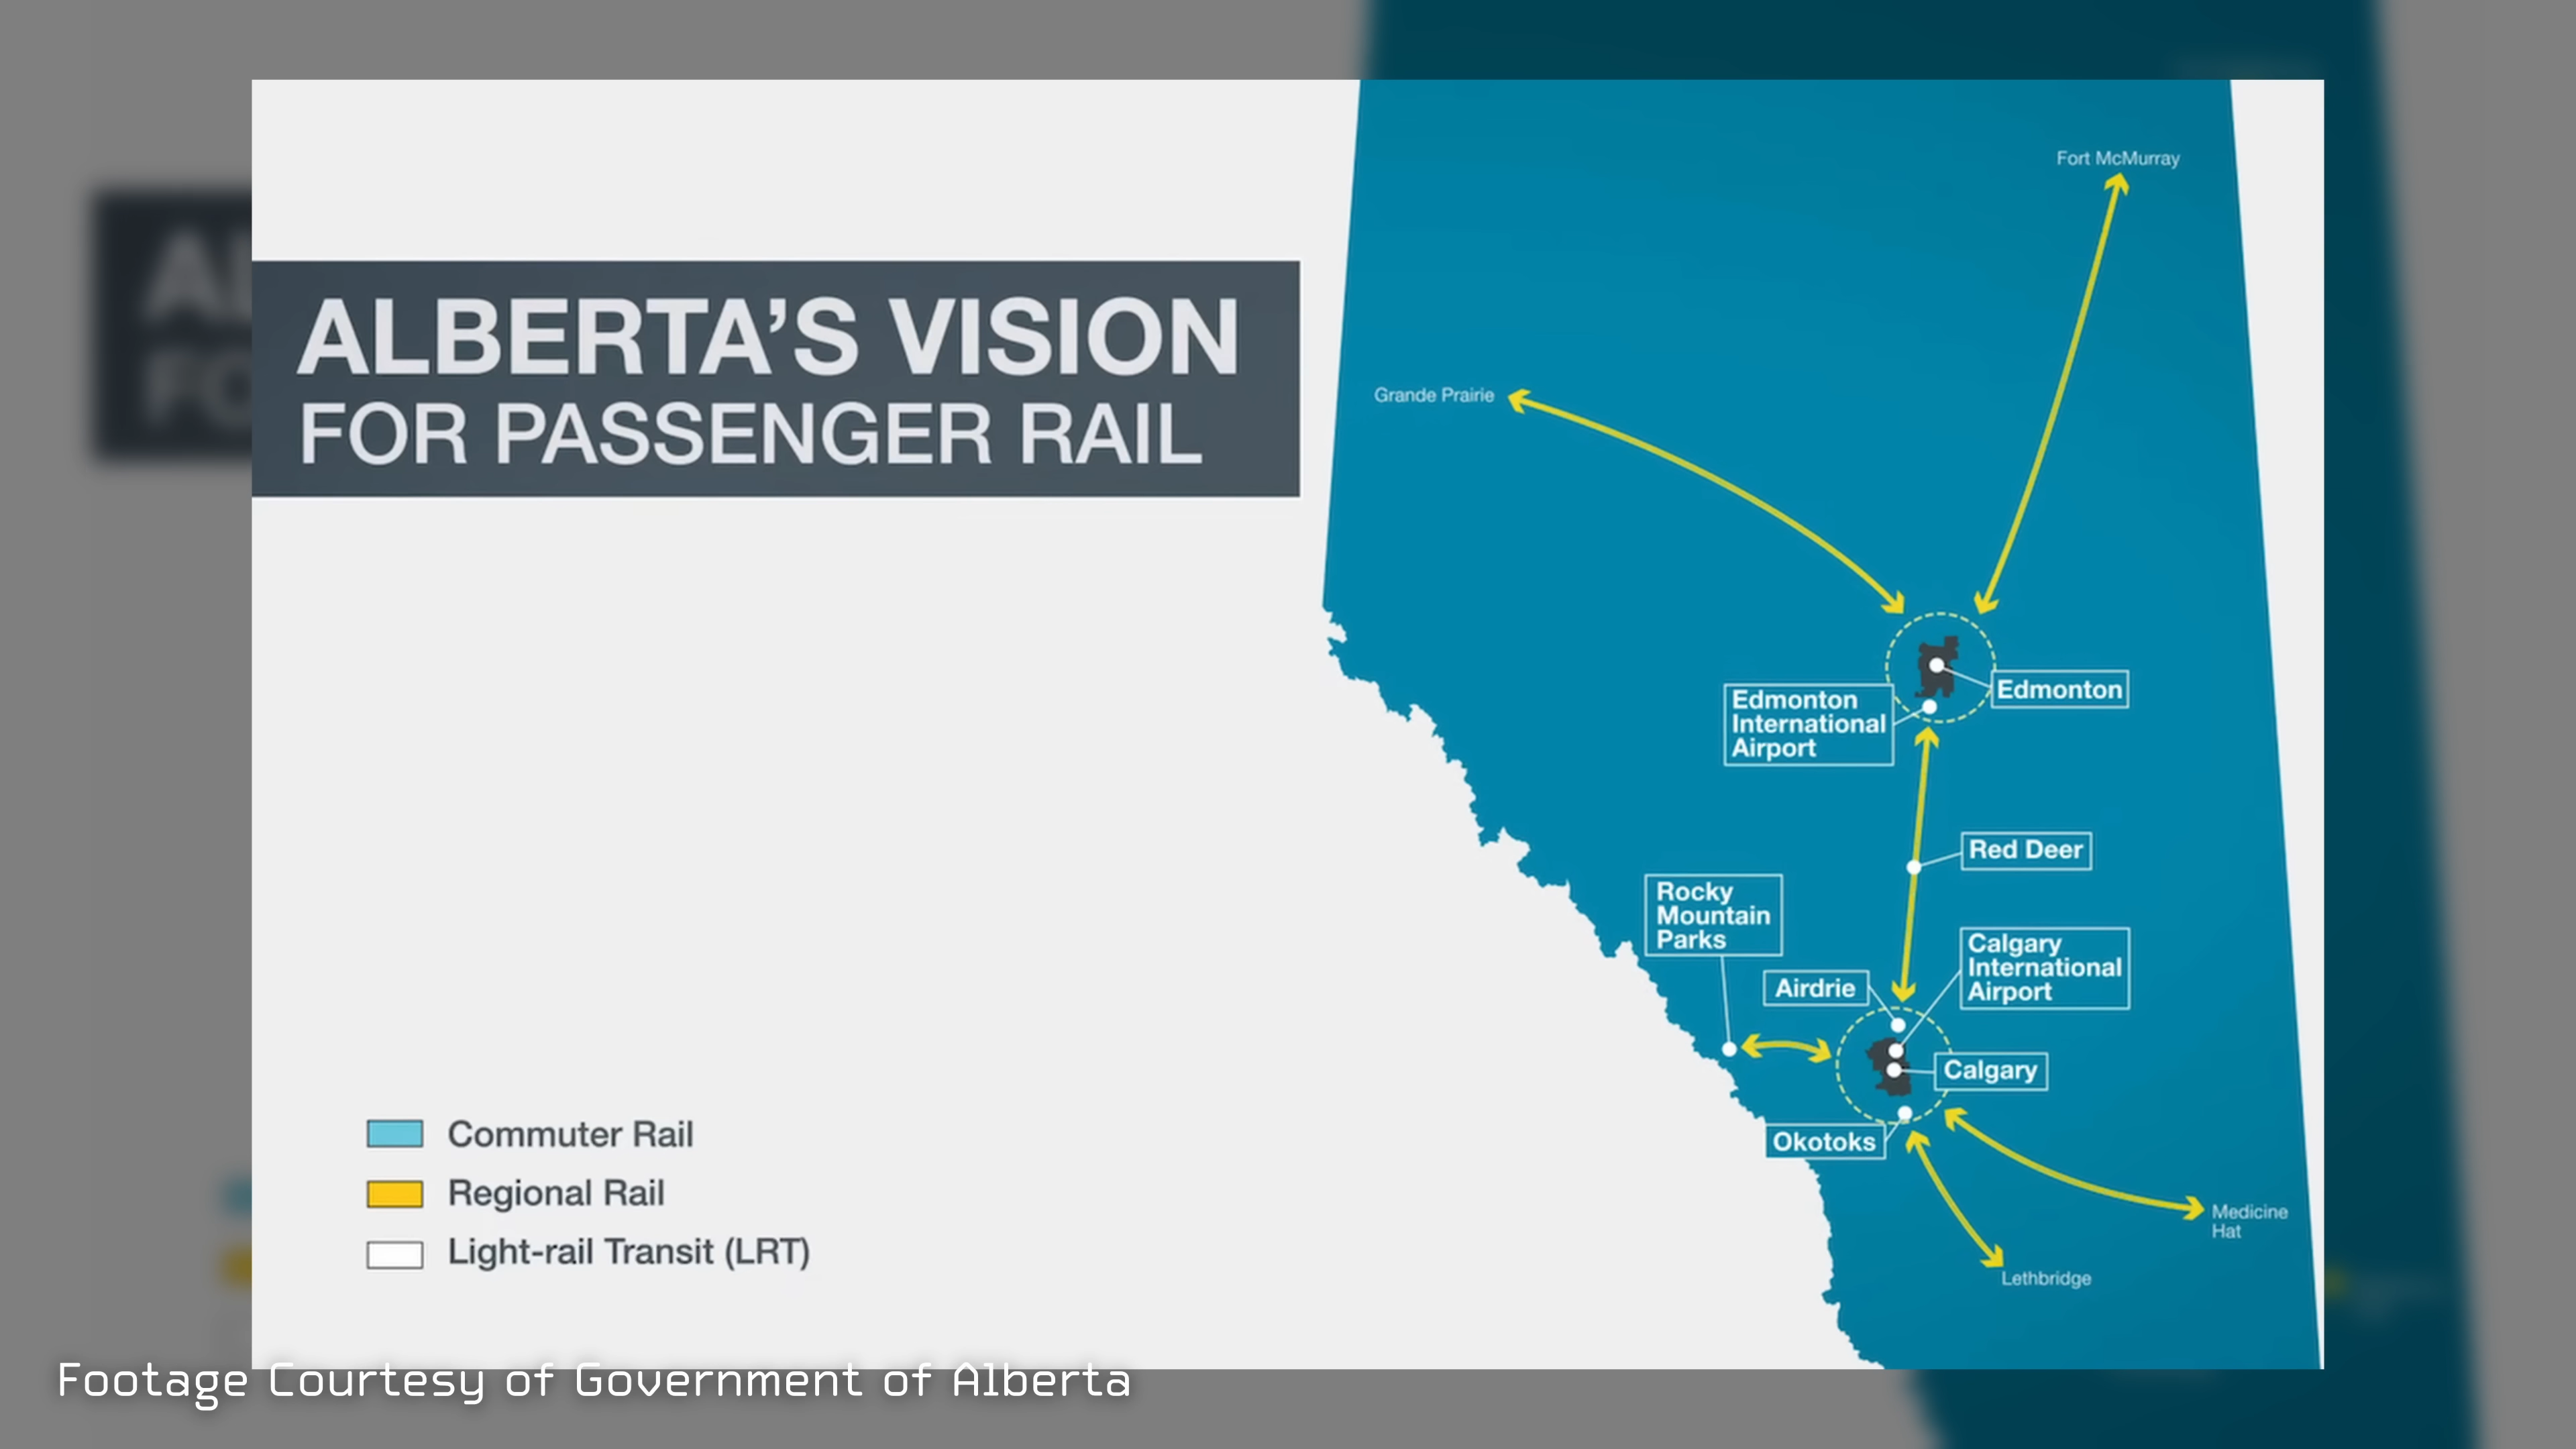 ALBERTA'S VISION
FOR PASSENGER RAIL
Fort McMurray
Grande Prairie
Edmonton
Edmonton
International
Airport
Red Deer
Rocky
Mountain
Parks
Calgary
International
Airport
Airdrie
Calgary
Okotoks
Medicine
Hat
Lethbridge
Commuter Rail
Regional Rail
Light-rail Transit (LRT)
Footage Courtesy of Government of Alberta